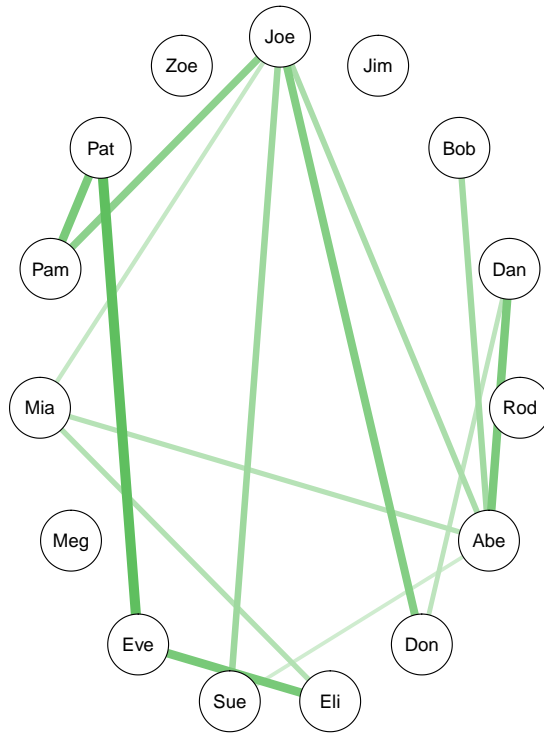 Joe
Zoe
Jim
Pat
Bob
Pam
Dan
Mia
Rod
Meg
Abe
Eve
Don
Sue
Eli